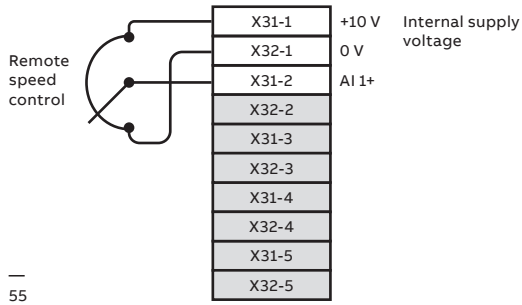 X31-1 +10 V Internal supply
voltage
X32-1 0 V
Remote
speed
control
X31-2 AI 1+
X32-2
X31-3
X32-3
X31-4
X32-4
X31-5
X32-5
—
55